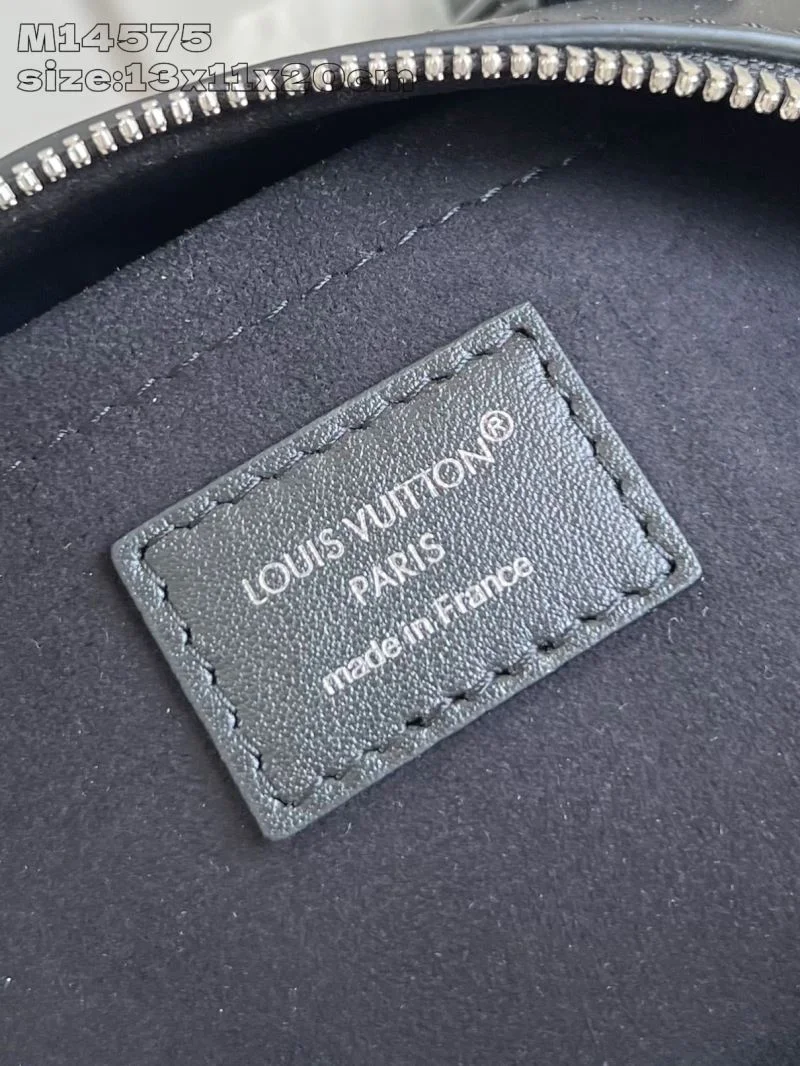 M14575
size:13x11x20cm
LOUIS VUITTON®
PARIS
made in France